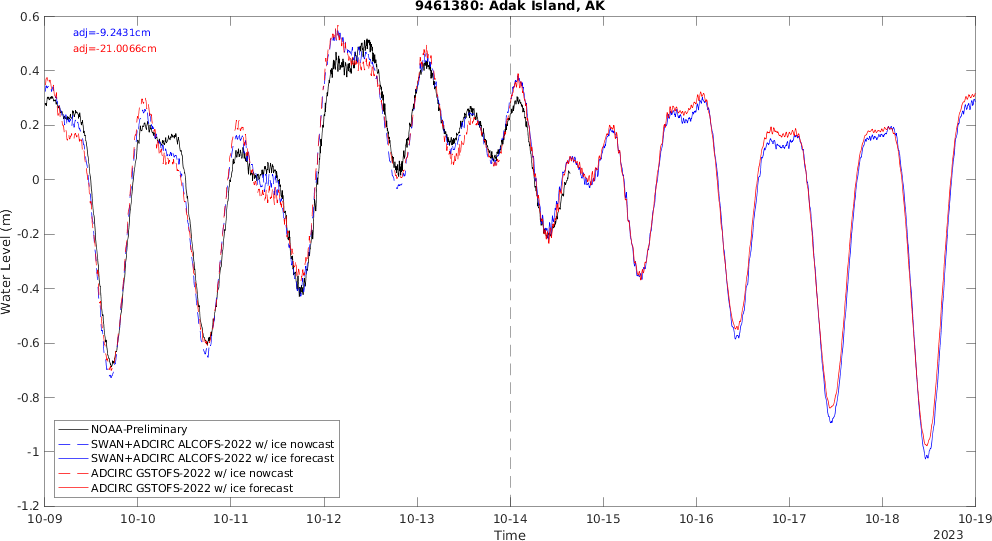 9461380: Adak Island, AK
adj=-9.2431cm
adj=-21.0066cm
0.6
0.4
0.2
0
-0.2
-0.4
-0.6
-0.8
-1
-1.2
Water Level (m)
NOAA-Preliminary
SWAN+ADCIRC ALCOFS-2022 w/ ice nowcast
SWAN+ADCIRC ALCOFS-2022 w/ ice forecast
ADCIRC GSTOFS-2022 w/ ice nowcast
ADCIRC GSTOFS-2022 w/ ice forecast
10-09 10-10 10-11 10-12 10-13 10-14 10-15 10-16 10-17 10-18 10-19
Time
2023